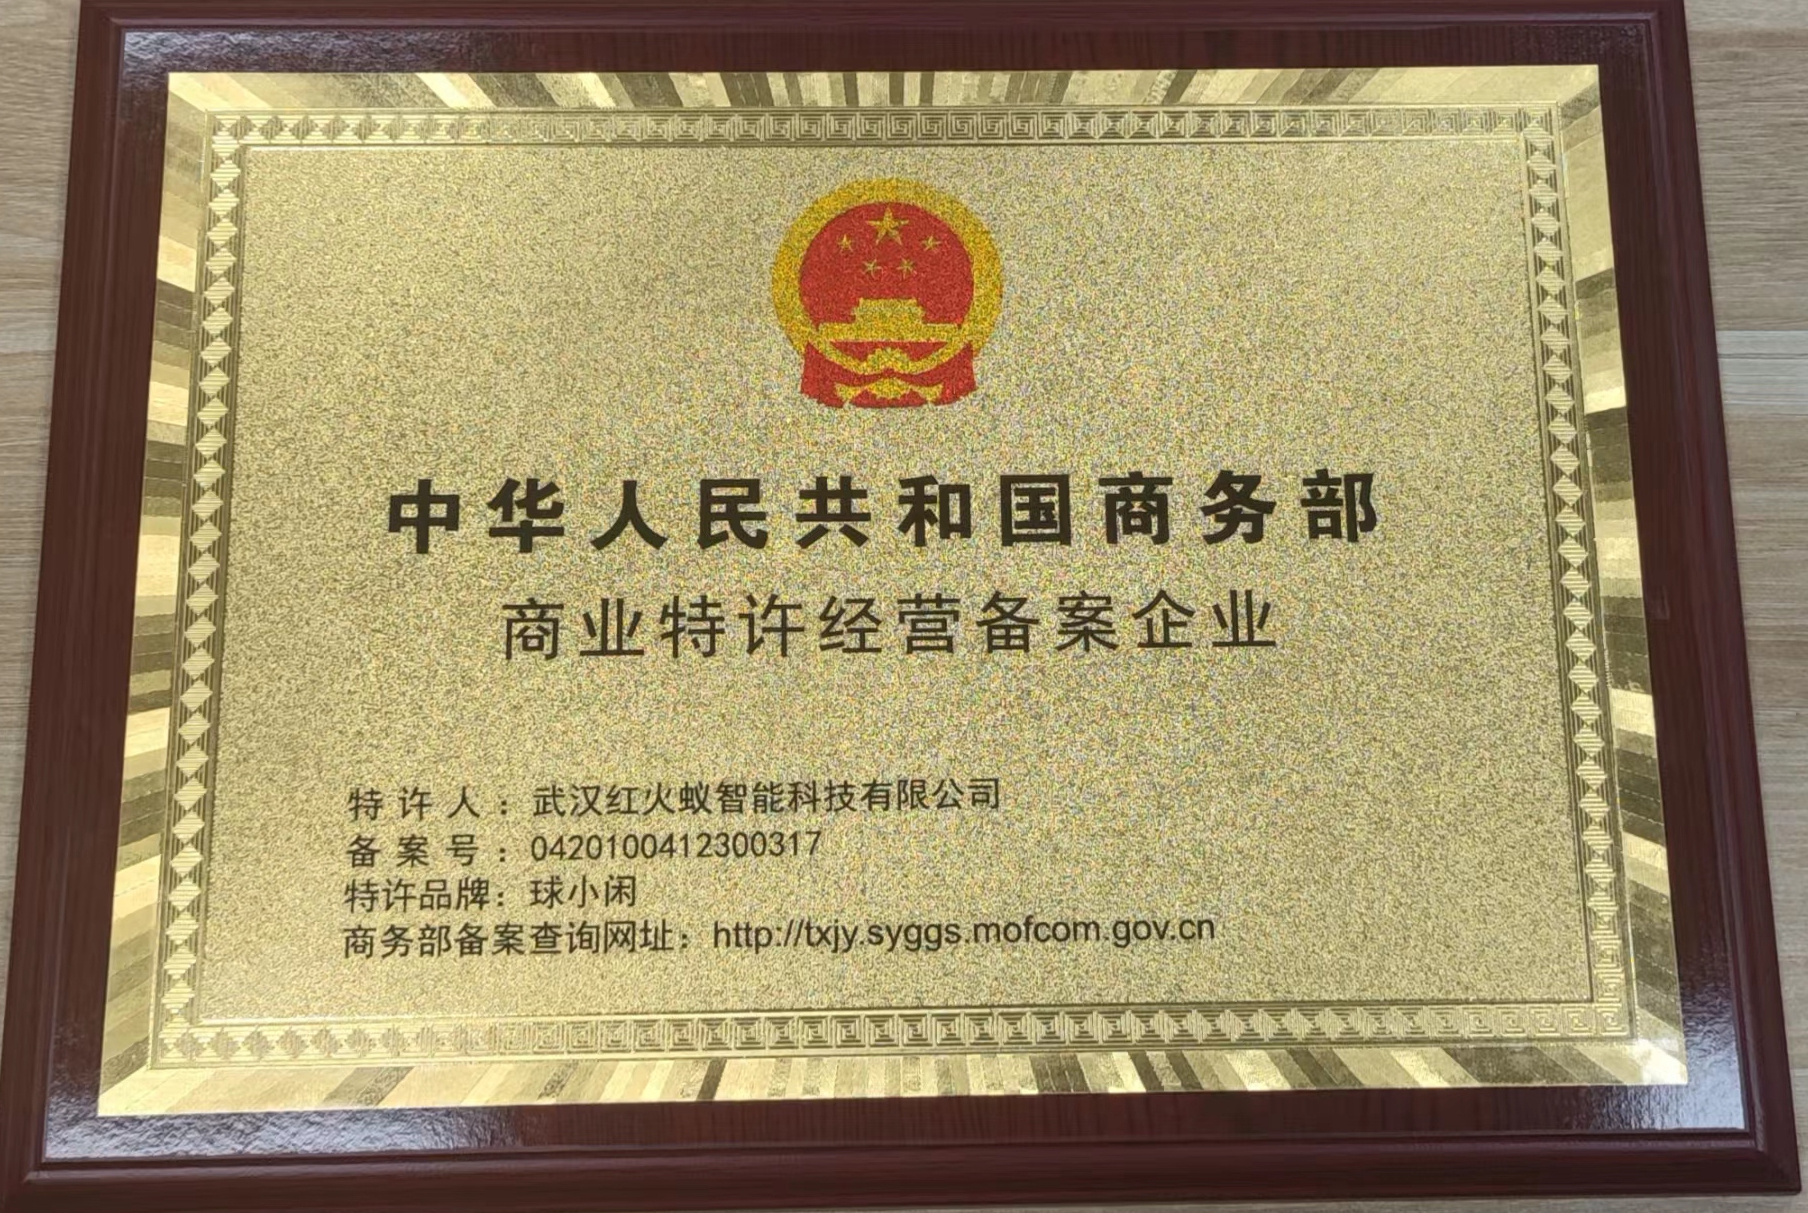 中华人民共和国商务部
商业特许经营备案企业
特许人：武汉红火蚁智能科技有限公司
备案号：0420100412300317
特许品牌：球小闲
商务部备案查询网址：http://txjy.syggs.mofcom.gov.cn